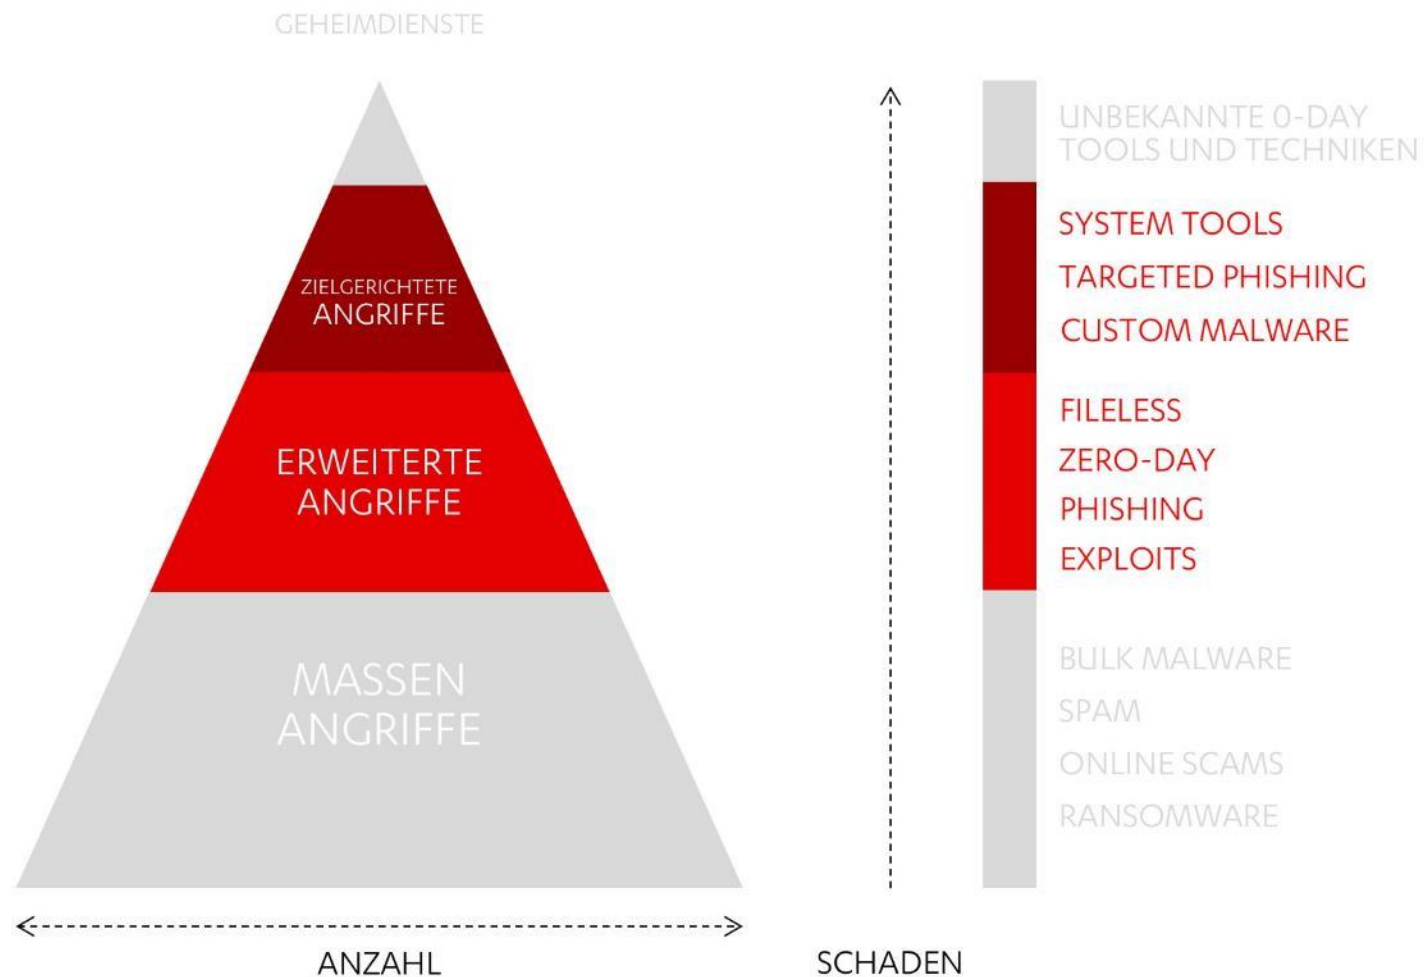 GEHEIMDIENSTE
ZIELGERICHTETE
ANGRIFFE
ERWEITERTE
ANGRIFFE
MASSEN
ANGRIFFE
ANZAHL
SCHADEN
UNBEKANNTE 0-DAY
TOOLS UND TECHNIKEN
SYSTEM TOOLS
TARGETED PHISHING
CUSTOM MALWARE
FILELESS
ZERO-DAY
PHISHING
EXPLOITS
BULK MALWARE
SPAM
ONLINE SCAMS
RANSOMWARE